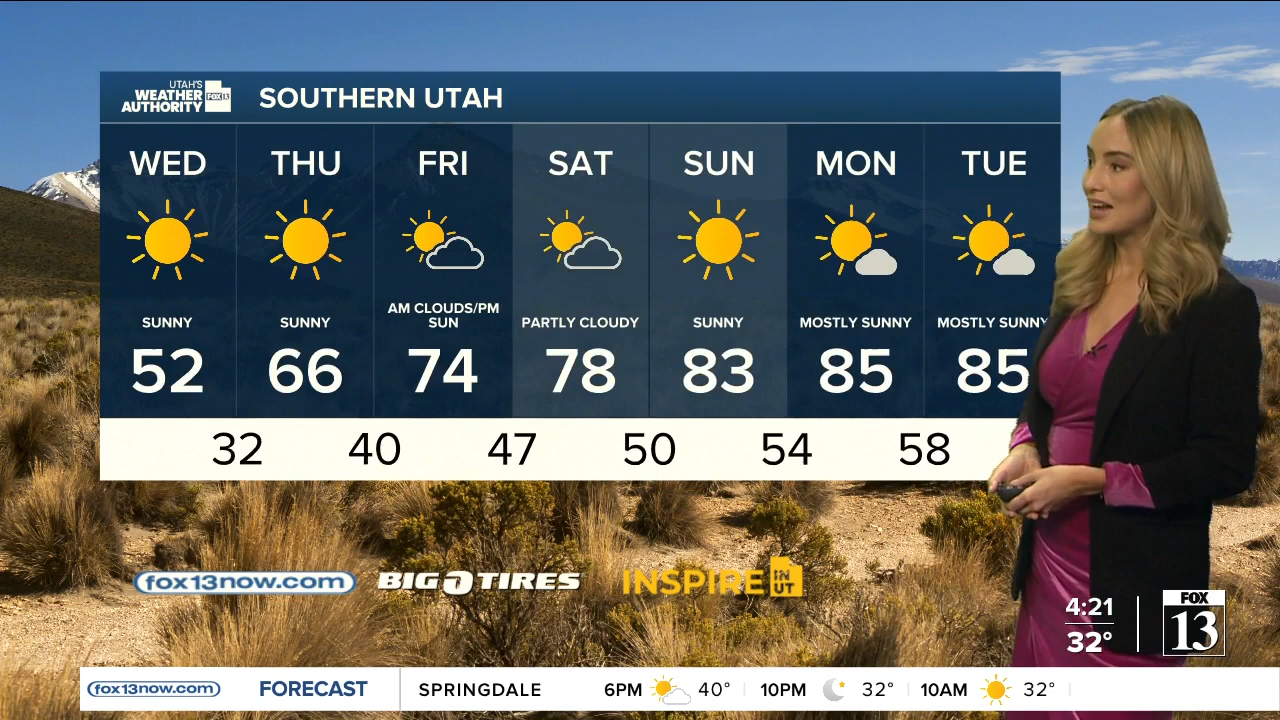 UTAH'S
WEATHER
AUTHORITY FOX 13
SOUTHERN UTAH
WED THU FRI SAT SUN MON TUE
SUNNY SUNNY AM CLOUDS/PM SUN PARTLY CLOUDY SUNNY MOSTLY SUNNY MOSTLY SUNNY
52 66 74 78 83 85 85
32 40 47 50 54 58
fox13now.com BIG O TIRES INSPIRE IN UT
4:21
32°
FOX
13
fox13now.com FORECAST SPRINGDALE 6PM 40° 10PM 32° 10AM 32°